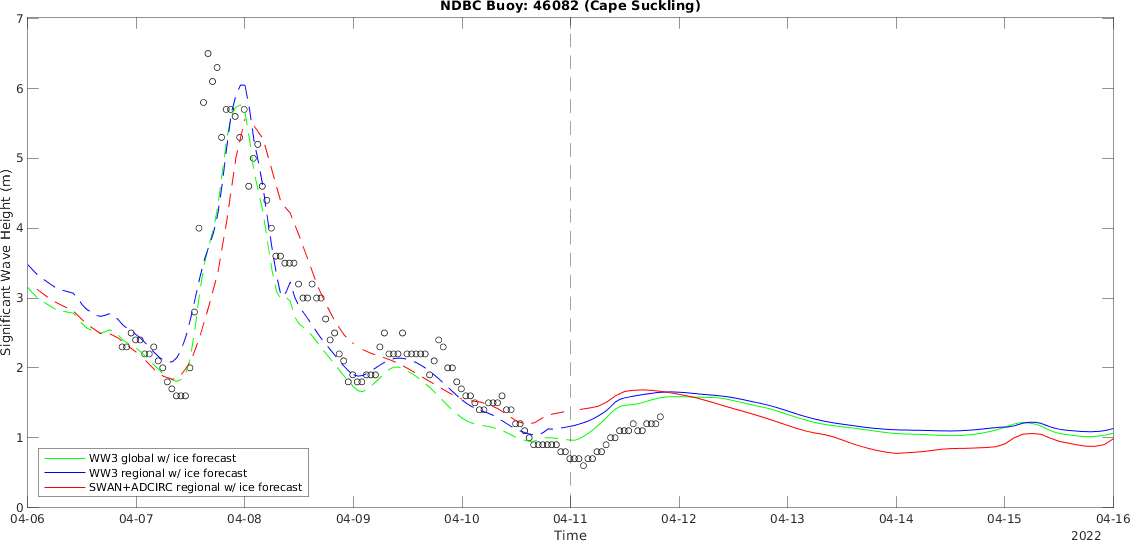 NDBC Buoy: 46082 (Cape Suckling)
7
6
5
4
3
2
1
0
Significant Wave Height (m)
WW3 global w/ ice forecast
WW3 regional w/ ice forecast
SWAN+ADCIRC regional w/ ice forecast
04-06 04-07 04-08 04-09 04-10 04-11 04-12 04-13 04-14 04-15 04-16
Time
2022